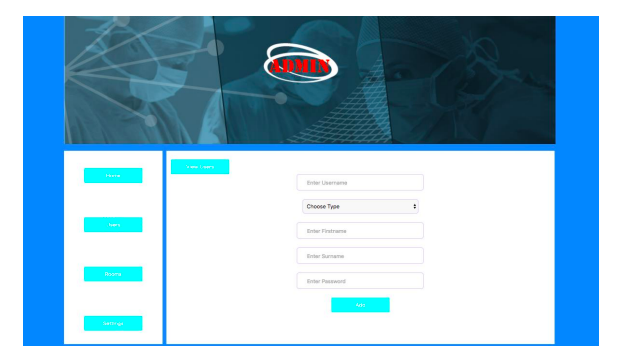 ADMIN
View Users
Home
Enter Username
Choose Type
Users
Enter Firstname
Enter Surname
Rooms
Enter Password
Add
Settings